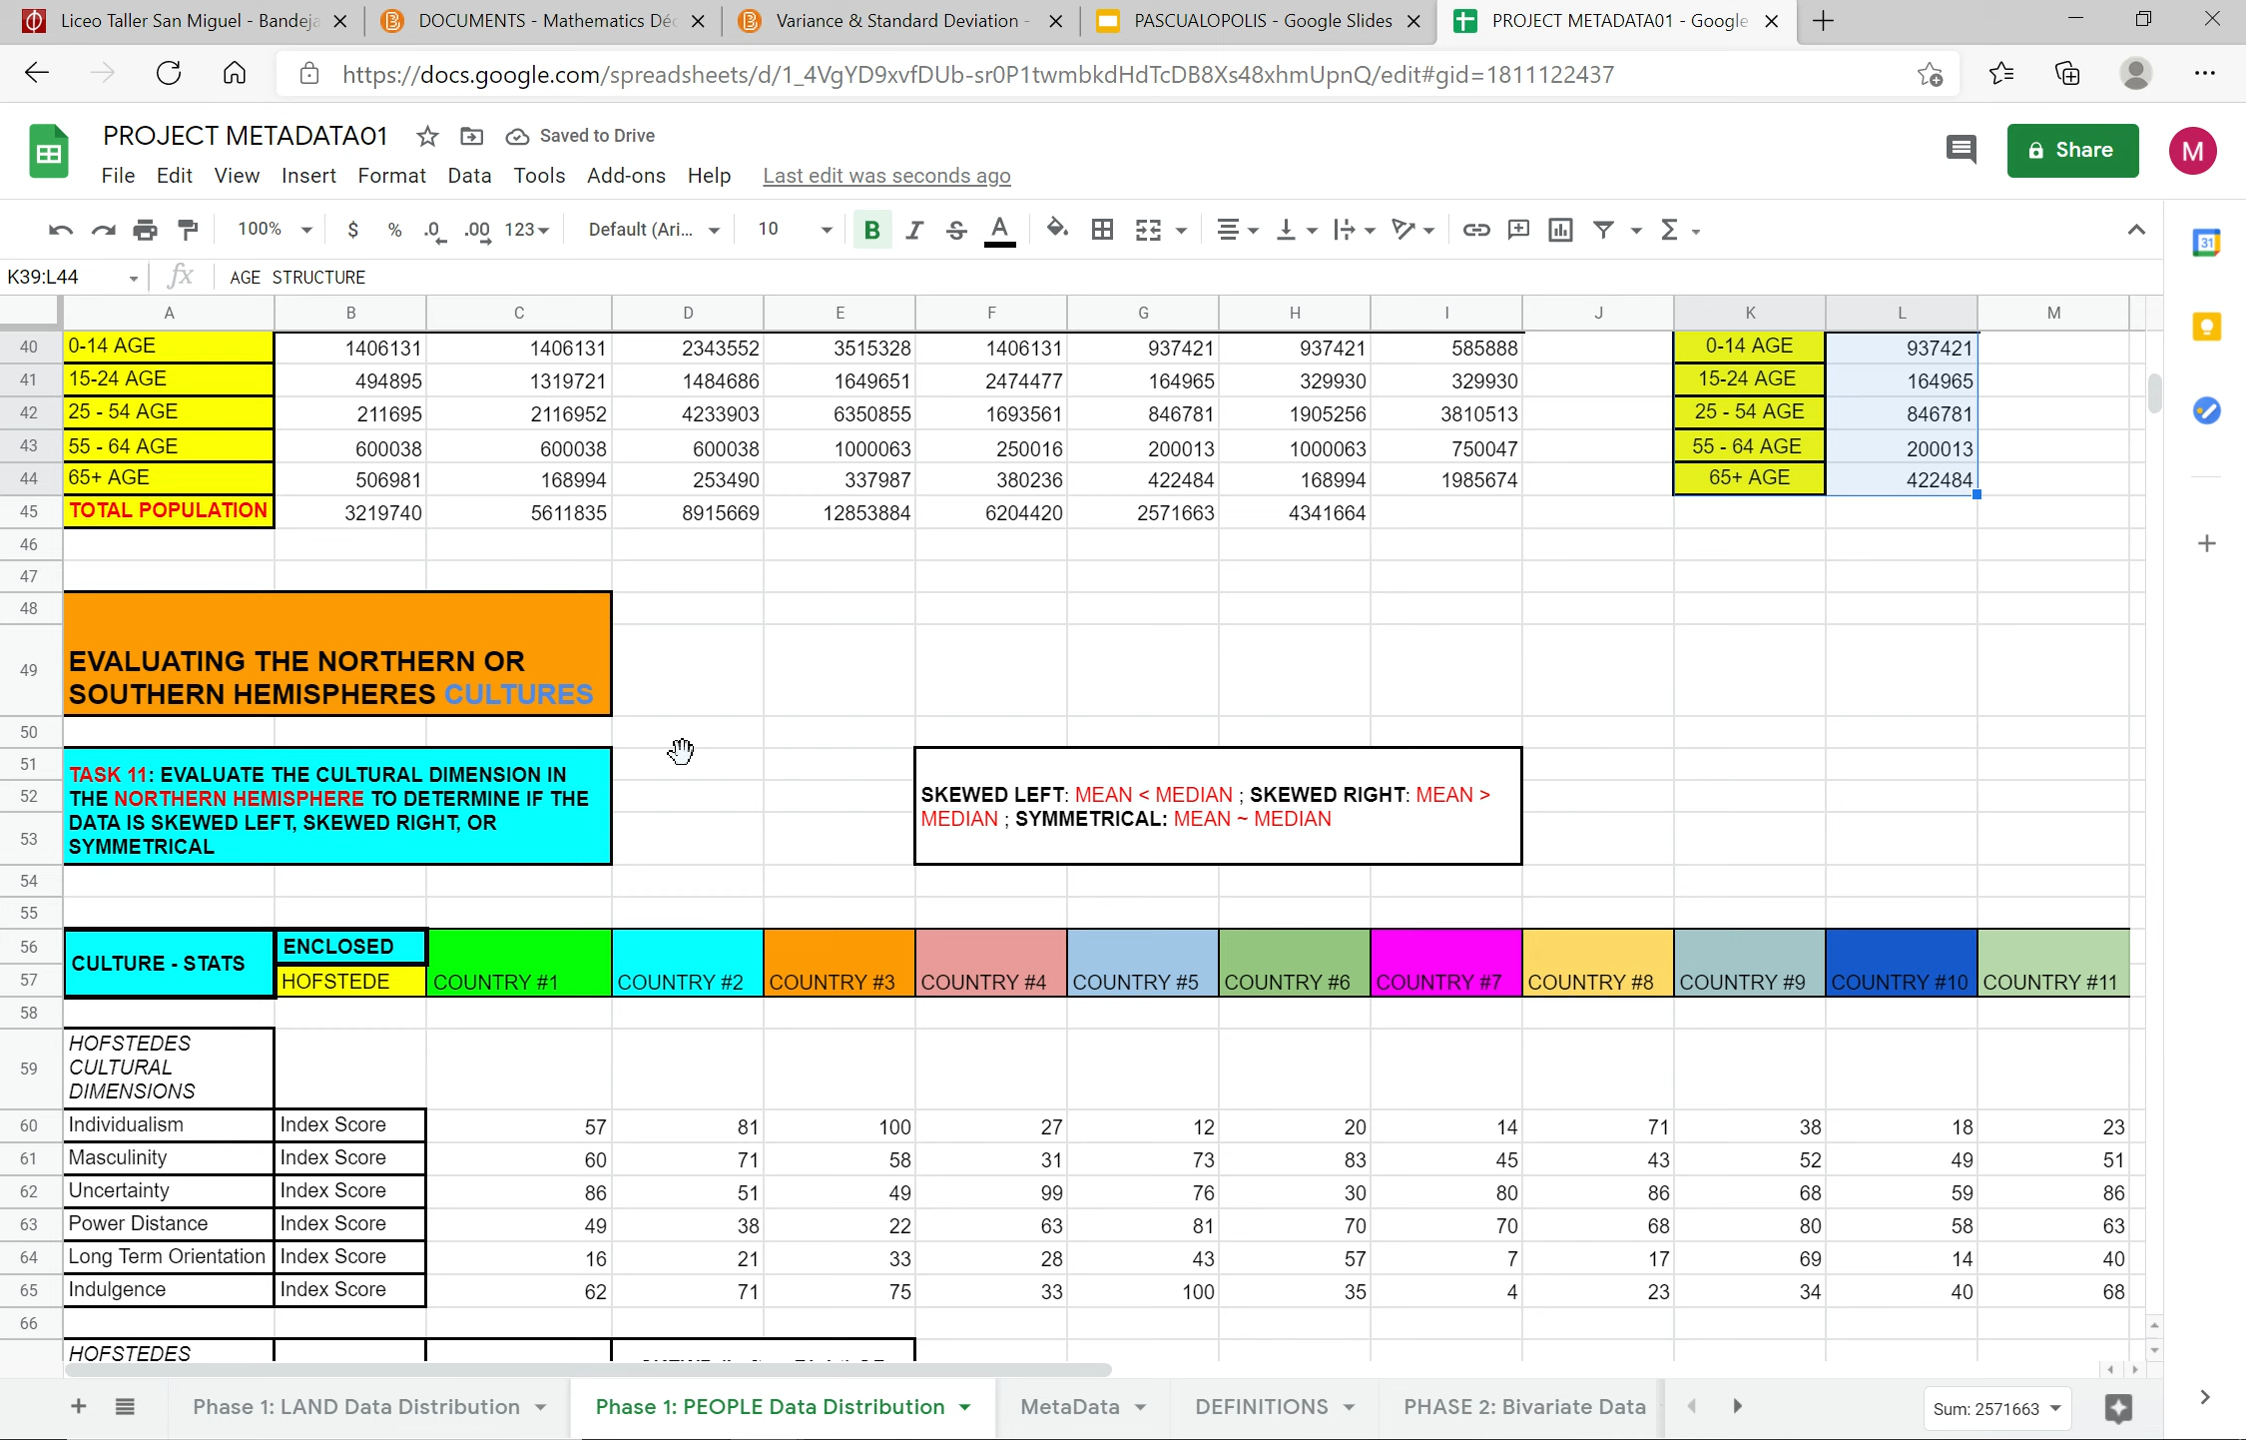 Liceo Taller San Miguel - Bandeja
DOCUMENTS - Mathematics Déc
Variance & Standard Deviation -
PASCUALOPOLIS - Google Slides
PROJECT METADATA01 - Google
https://docs.google.com/spreadsheets/d/1_4VgYD9xvfDUb-sr0P1twmbkdHdTcDB8Xs48xhmUpnQ/edit#gid=1811122437
PROJECT METADATA01 Saved to Drive
File Edit View Insert Format Data Tools Add-ons Help Last edit was seconds ago
Share
M
100% $ % .0 .00 123 Default (Ari... 10 B I S A Σ
31
K39:L44 fx AGE STRUCTURE
A B C D E F G H I J K L M
40 0-14 AGE 1406131 1406131 2343552 3515328 1406131 937421 937421 585888 0-14 AGE 937421
41 15-24 AGE 494895 1319721 1484686 1649651 2474477 164965 329930 329930 15-24 AGE 164965
42 25 - 54 AGE 211695 2116952 4233903 6350855 1693561 846781 1905256 3810513 25 - 54 AGE 846781
43 55 - 64 AGE 600038 600038 600038 1000063 250016 200013 1000063 750047 55 - 64 AGE 200013
44 65+ AGE 506981 168994 253490 337987 380236 422484 168994 1985674 65+ AGE 422484
45 TOTAL POPULATION 3219740 5611835 8915669 12853884 6204420 2571663 4341664
46
47
48
49 EVALUATING THE NORTHERN OR
SOUTHERN HEMISPHERES CULTURES
50
51
52
53
TASK 11: EVALUATE THE CULTURAL DIMENSION IN
THE NORTHERN HEMISPHERE TO DETERMINE IF THE
DATA IS SKEWED LEFT, SKEWED RIGHT, OR
SYMMETRICAL
SKEWED LEFT: MEAN < MEDIAN ; SKEWED RIGHT: MEAN >
MEDIAN ; SYMMETRICAL: MEAN ~ MEDIAN
54
55
56 CULTURE - STATS ENCLOSED
57 HOFSTEDE COUNTRY #1 COUNTRY #2 COUNTRY #3 COUNTRY #4 COUNTRY #5 COUNTRY #6 COUNTRY #7 COUNTRY #8 COUNTRY #9 COUNTRY #10 COUNTRY #11
58
59 HOFSTEDES
CULTURAL
DIMENSIONS
60 Individualism Index Score 57 81 100 27 12 20 14 71 38 18 23
61 Masculinity Index Score 60 71 58 31 73 83 45 43 52 49 51
62 Uncertainty Index Score 86 51 49 99 76 30 80 86 68 59 86
63 Power Distance Index Score 49 38 22 63 81 70 70 68 80 58 63
64 Long Term Orientation Index Score 16 21 33 28 43 57 7 17 69 14 40
65 Indulgence Index Score 62 71 75 33 100 35 4 23 34 40 68
66
HOFSTEDES
Phase 1: LAND Data Distribution Phase 1: PEOPLE Data Distribution MetaData DEFINITIONS PHASE 2: Bivariate Data Sum: 2571663